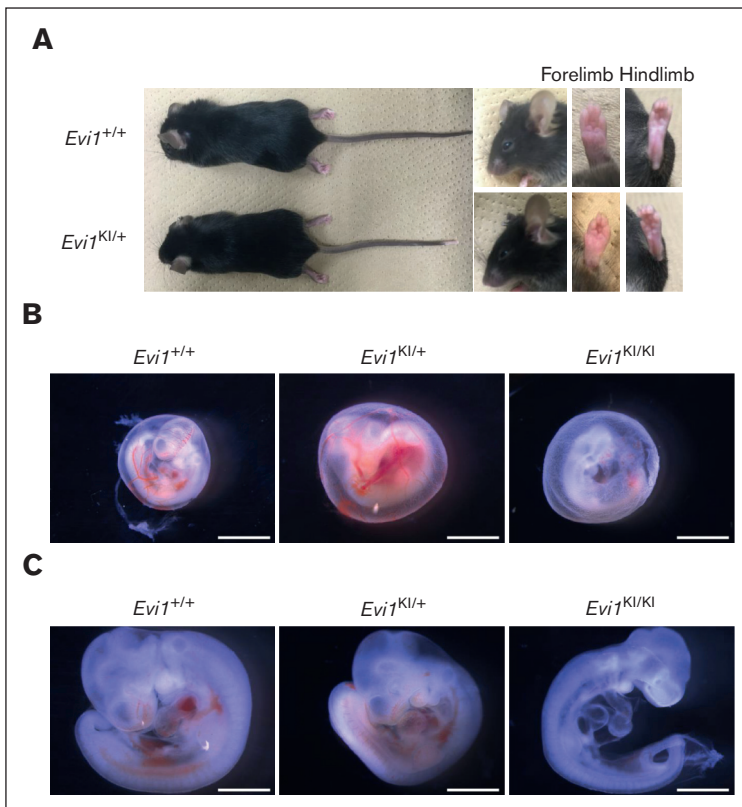 A
Forelimb Hindlimb
Evi1+/+
Evi1KI/+
B
Evi1+/+ Evi1KI/+ Evi1KI/KI
C
Evi1+/+ Evi1KI/+ Evi1KI/KI